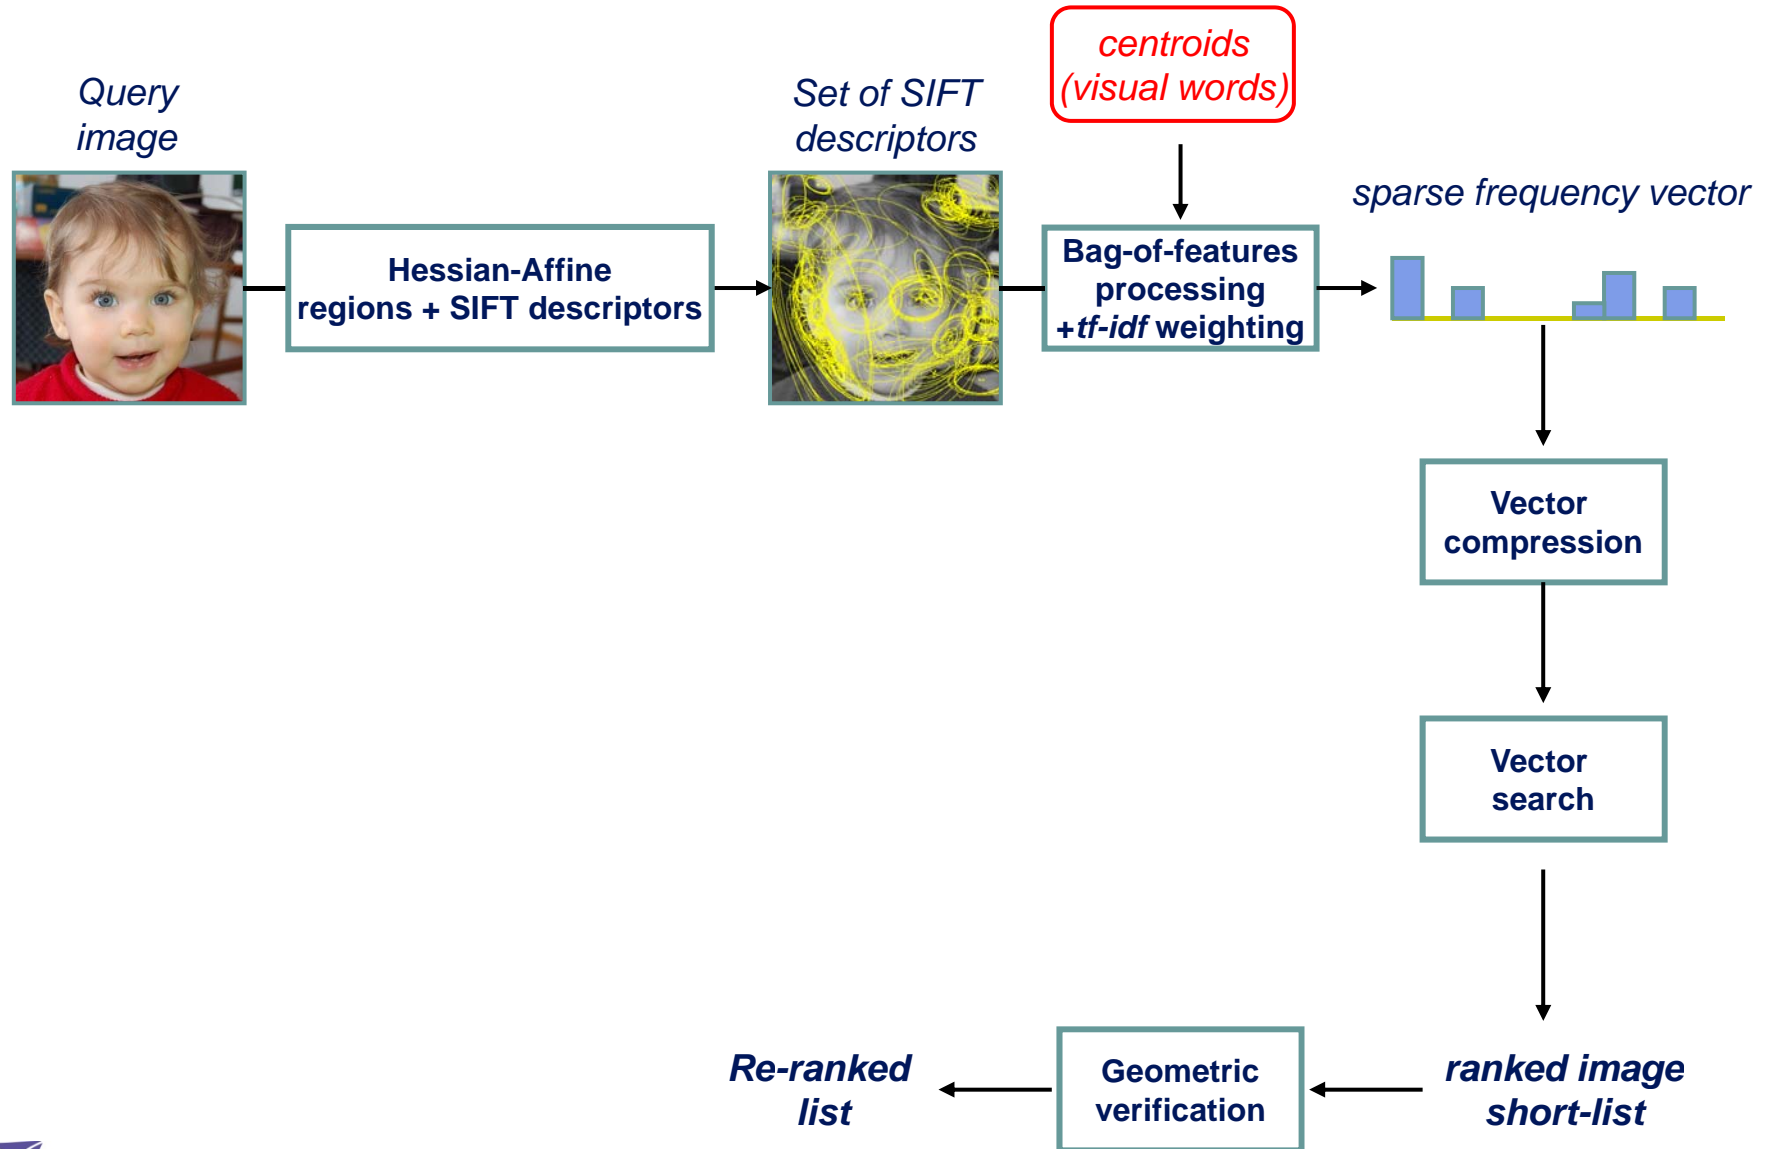 Query
image
Hessian-Affine
regions + SIFT descriptors
Set of SIFT
descriptors
centroids
(visual words)
Bag-of-features
processing
+tf-idf weighting
sparse frequency vector
Vector
compression
Vector
search
ranked image
short-list
Geometric
verification
Re-ranked
list